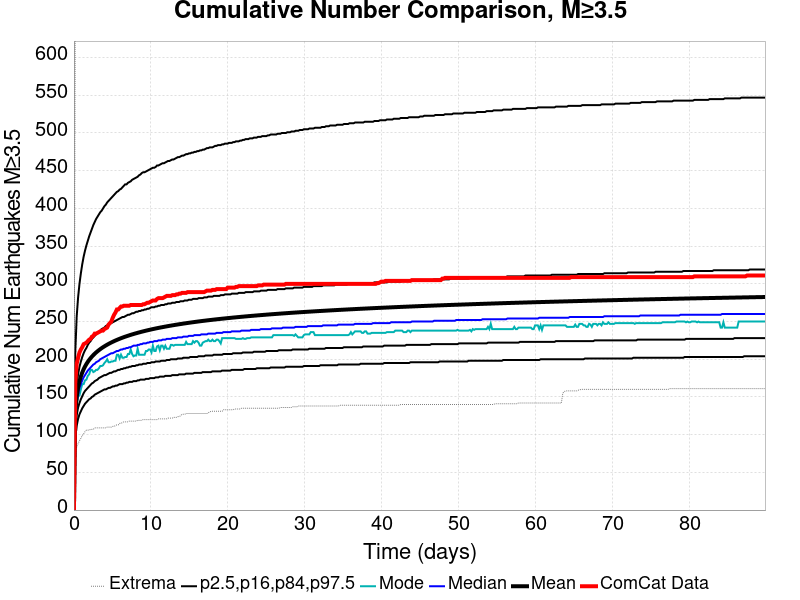 Cumulative Number Comparison, M≥3.5
Cumulative Num Earthquakes M≥3.5
600
550
500
450
400
350
300
250
200
150
100
50
0
0 10 20 30 40 50 60 70 80
Time (days)
Extrema p2.5,p16,p84,p97.5 Mode Median Mean ComCat Data